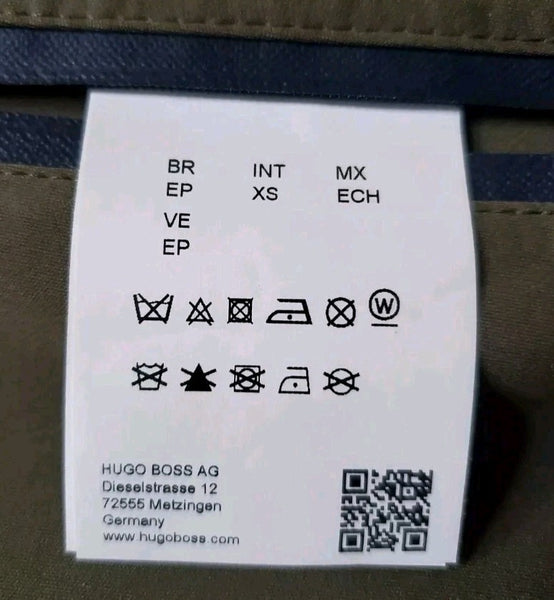 BR INT MX
EP XS ECH
VE
EP
W
HUGO BOSS AG
Dieselstrasse 12
72555 Metzingen
Germany
www.hugoboss.com